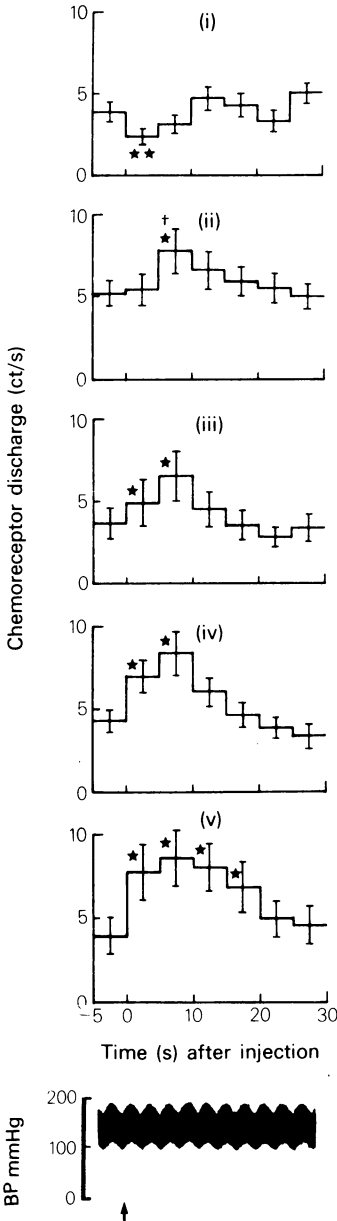 Chemoreceptor discharge (ct/s)
10
(i)
5
0
★ ★
10
(ii)
†
★
5
0
10
(iii)
★ ★
5
0
10
(iv)
★ ★
5
0
10
(v)
★ ★ ★ ★
5
0
-5 0 10 20 30
Time (s) after injection
BP mmHg
200
100
0